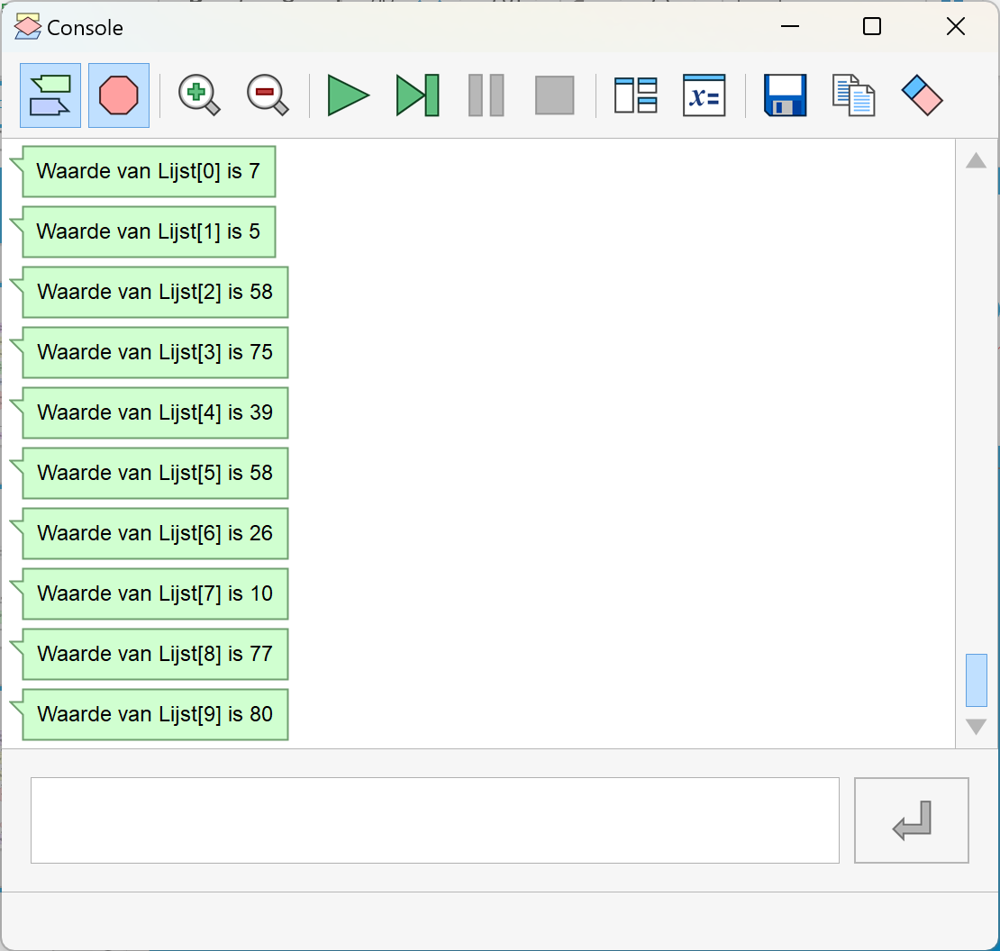 Console
x=
Waarde van Lijst[0] is 7
Waarde van Lijst[1] is 5
Waarde van Lijst[2] is 58
Waarde van Lijst[3] is 75
Waarde van Lijst[4] is 39
Waarde van Lijst[5] is 58
Waarde van Lijst[6] is 26
Waarde van Lijst[7] is 10
Waarde van Lijst[8] is 77
Waarde van Lijst[9] is 80